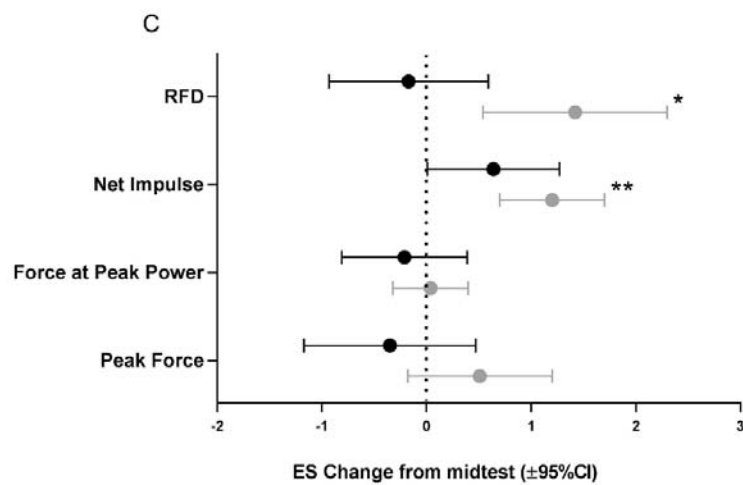 C
RFD
*
Net Impulse
**
Force at Peak Power
Peak Force
-2 -1 0 1 2 3
ES Change from midtest (±95%CI)